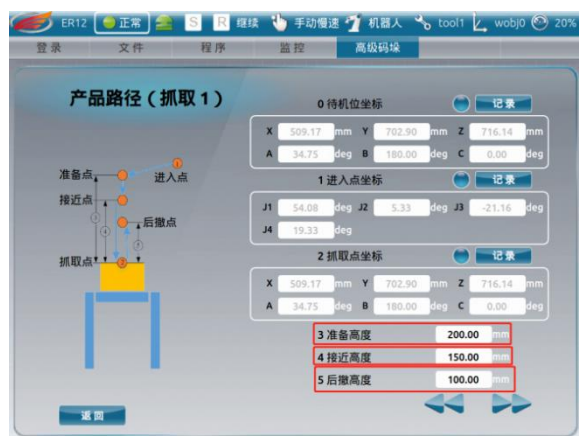 ER12 正常 S R 继续 手动慢速 机器人 tool1 wobj0 20%
登录 文件 程序 监控 高级码垛
产品路径（抓取1）
0 待机位坐标 记录
X 509.17 mm Y 702.90 mm Z 716.14 mm
A 34.75 deg B 180.00 deg C 0.00 deg
1 进入点坐标 记录
J1 54.08 deg J2 5.33 deg J3 -21.16 deg
J4 19.33 deg
2 抓取点坐标 记录
X 509.17 mm Y 702.90 mm Z 716.14 mm
A 34.75 deg B 180.00 deg C 0.00 deg
3 准备高度 200.00 mm
4 接近高度 150.00 mm
5 后撤高度 100.00 mm
准备点 1 进入点
接近点
后撤点
抓取点 2
3
4
返回